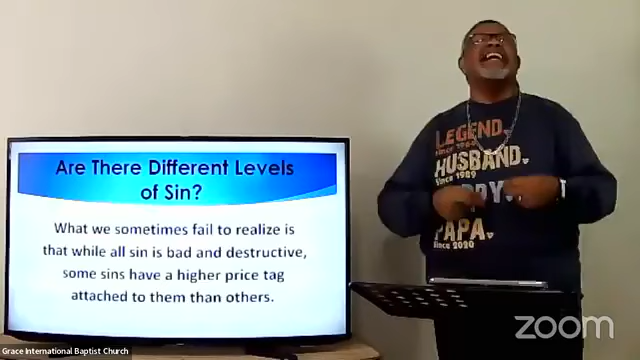 Are There Different Levels
of Sin?
What we sometimes fail to realize is
that while all sin is bad and destructive,
some sins have a higher price tag
attached to them than others.
LEGEND
since 1960
HUSBAND
Since 1989
PAPA
Since 2020
zoom
Grace International Baptist Church